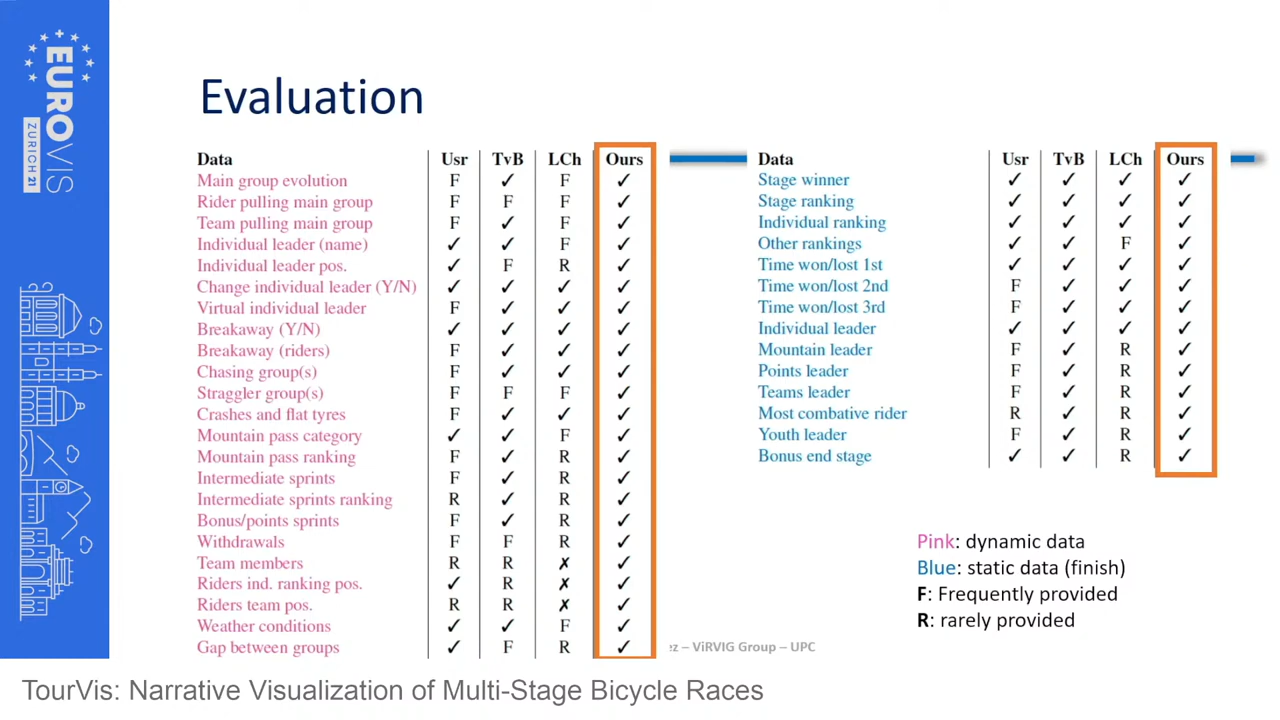 EUROVIS
ZURICH 21
Evaluation
Data Usr TvB LCh Ours
Main group evolution F ✓ F ✓
Rider pulling main group F F F ✓
Team pulling main group F ✓ F ✓
Individual leader (name) ✓ ✓ F ✓
Individual leader pos. ✓ F R ✓
Change individual leader (Y/N) ✓ ✓ ✓ ✓
Virtual individual leader F ✓ ✓ ✓
Breakaway (Y/N) ✓ ✓ ✓ ✓
Breakaway (riders) F ✓ ✓ ✓
Chasing group(s) F ✓ ✓ ✓
Straggler group(s) F F F ✓
Crashes and flat tyres F ✓ ✓ ✓
Mountain pass category ✓ ✓ F ✓
Mountain pass ranking F ✓ R ✓
Intermediate sprints F ✓ R ✓
Intermediate sprints ranking R ✓ R ✓
Bonus/points sprints F ✓ R ✓
Withdrawals F F R ✓
Team members R R ✗ ✓
Riders ind. ranking pos. ✓ R ✗ ✓
Riders team pos. R R ✗ ✓
Weather conditions ✓ ✓ F ✓
Gap between groups ✓ F R ✓
Data Usr TvB LCh Ours
Stage winner ✓ ✓ ✓ ✓
Stage ranking ✓ ✓ ✓ ✓
Individual ranking ✓ ✓ ✓ ✓
Other rankings ✓ ✓ F ✓
Time won/lost 1st ✓ ✓ ✓ ✓
Time won/lost 2nd F ✓ ✓ ✓
Time won/lost 3rd F ✓ ✓ ✓
Individual leader ✓ ✓ ✓ ✓
Mountain leader F ✓ R ✓
Points leader F ✓ R ✓
Teams leader F ✓ R ✓
Most combative rider R ✓ R ✓
Youth leader F ✓ R ✓
Bonus end stage ✓ ✓ R ✓
Pink: dynamic data
Blue: static data (finish)
F: Frequently provided
R: rarely provided
ez – ViRVIG Group – UPC
TourVis: Narrative Visualization of Multi-Stage Bicycle Races